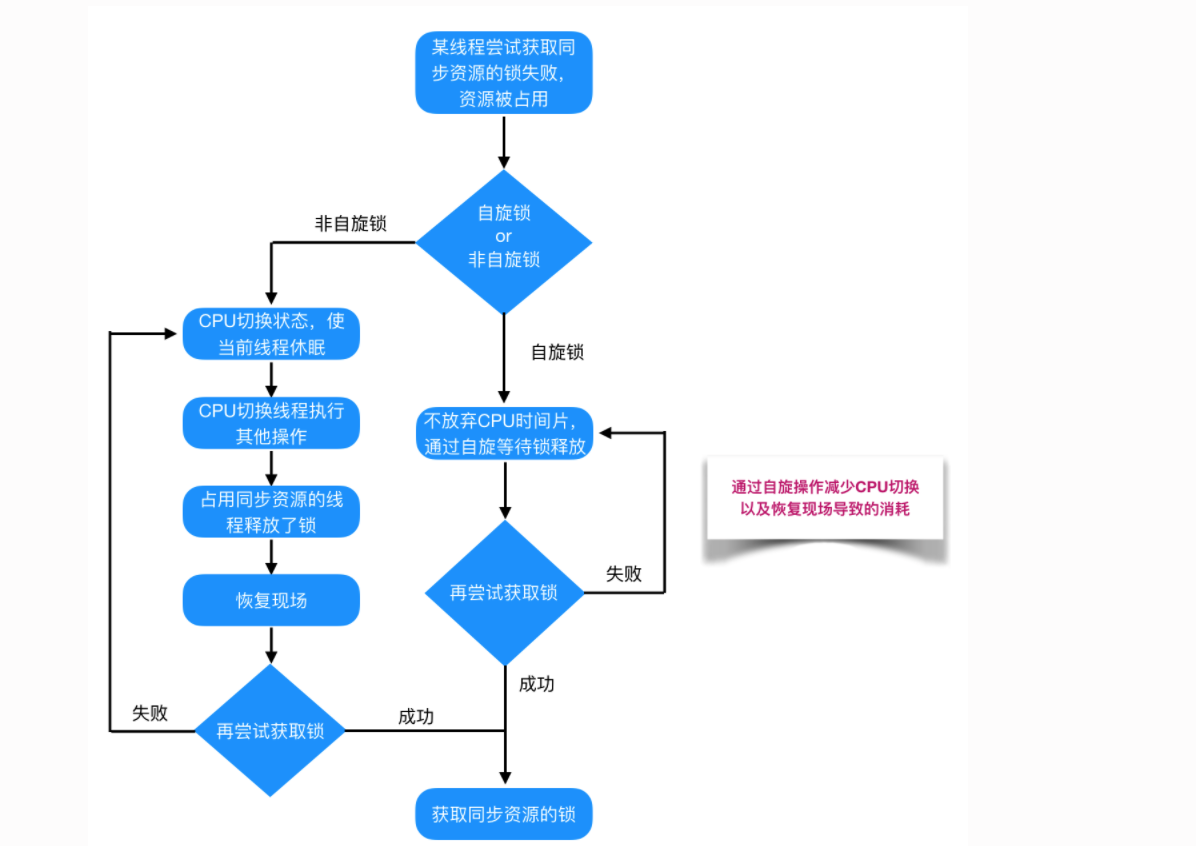 某线程尝试获取同
步资源的锁失败，
资源被占用
自旋锁
or
非自旋锁
非自旋锁
CPU切换状态，使
当前线程休眠
自旋锁
CPU切换线程执行
其他操作
不放弃CPU时间片，
通过自旋等待锁释放
通过自旋操作减少CPU切换
以及恢复现场导致的消耗
占用同步资源的线
程释放了锁
再尝试获取锁
失败
恢复现场
成功
再尝试获取锁
失败
成功
获取同步资源的锁